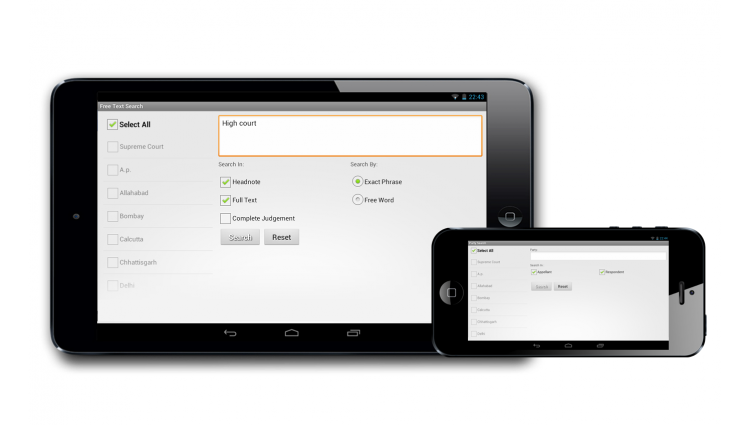 22:43
Free Text Search
Select All
Supreme Court
A.p.
Allahabad
Bombay
Calcutta
Chhattisgarh
Delhi
High court
Search In:
Search By:
Headnote
Exact Phrase
Full Text
Free Word
Complete Judgement
Search
Reset
Select All
Supreme Court
A.p.
Allahabad
Bombay
Calcutta
Chhattisgarh
Delhi
Search In:
Appellant
Respondent
Search
Reset